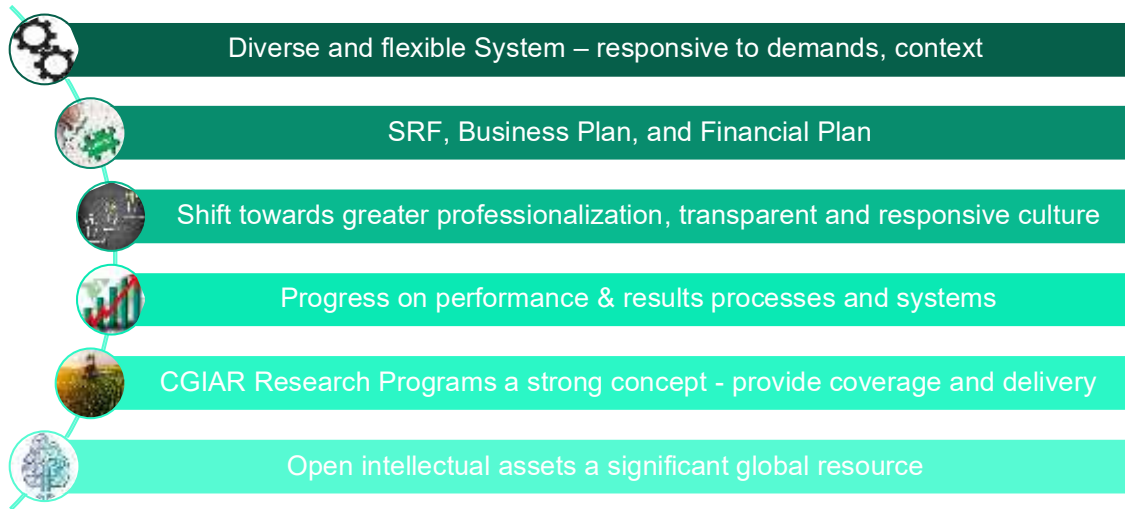 Diverse and flexible System – responsive to demands, context
SRF, Business Plan, and Financial Plan
Shift towards greater professionalization, transparent and responsive culture
Progress on performance & results processes and systems
CGIAR Research Programs a strong concept - provide coverage and delivery
Open intellectual assets a significant global resource